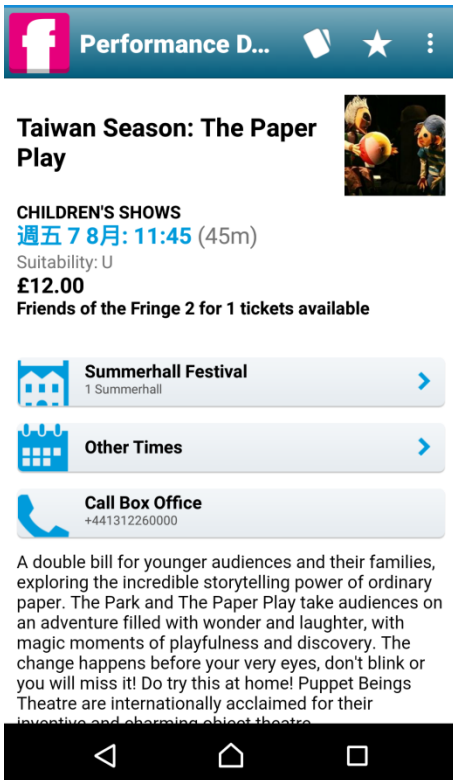 f
Performance D...
Taiwan Season: The Paper
Play
CHILDREN'S SHOWS
週五 7 8月: 11:45 (45m)
Suitability: U
£12.00
Friends of the Fringe 2 for 1 tickets available
Summerhall Festival
1 Summerhall
Other Times
Call Box Office
+441312260000
A double bill for younger audiences and their families,
exploring the incredible storytelling power of ordinary
paper. The Park and The Paper Play take audiences on
an adventure filled with wonder and laughter, with
magic moments of playfulness and discovery. The
change happens before your very eyes, don't blink or
you will miss it! Do try this at home! Puppet Beings
Theatre are internationally acclaimed for their
inventive and charming object theatre